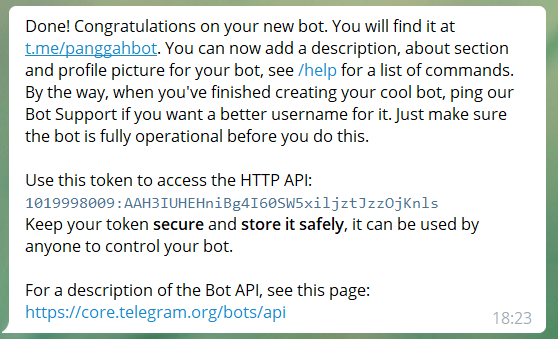 Done! Congratulations on your new bot. You will find it at
t.me/panggahbot. You can now add a description, about section
and profile picture for your bot, see /help for a list of commands.
By the way, when you've finished creating your cool bot, ping our
Bot Support if you want a better username for it. Just make sure
the bot is fully operational before you do this.
Use this token to access the HTTP API:
1019998009:AAH3IUHEHniBg4I60SW5xiljztJzzOjKnls
Keep your token secure and store it safely, it can be used by
anyone to control your bot.
For a description of the Bot API, see this page:
https://core.telegram.org/bots/api
18:23